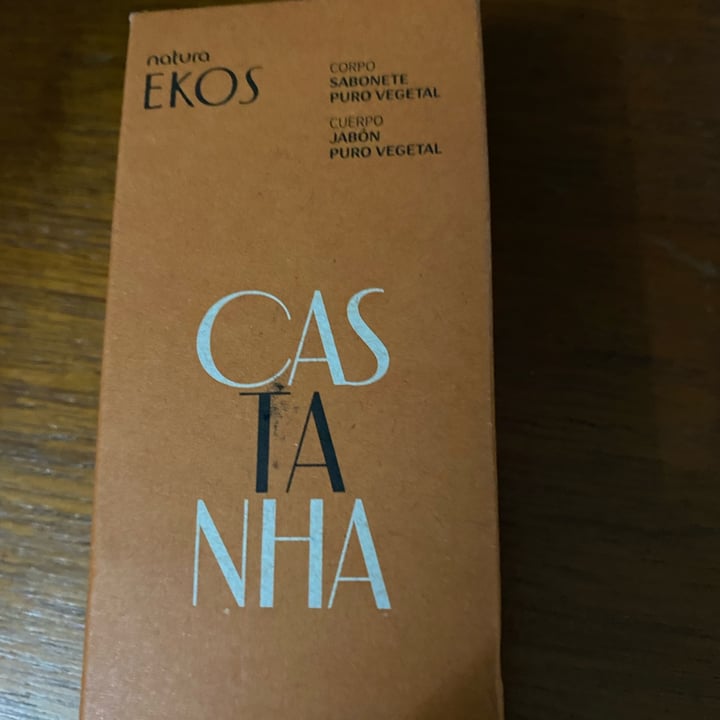 natura
EKOS
CORPO
SABONETE
PURO VEGETAL
CUERPO
JABÓN
PURO VEGETAL
CAS
TA
NHA